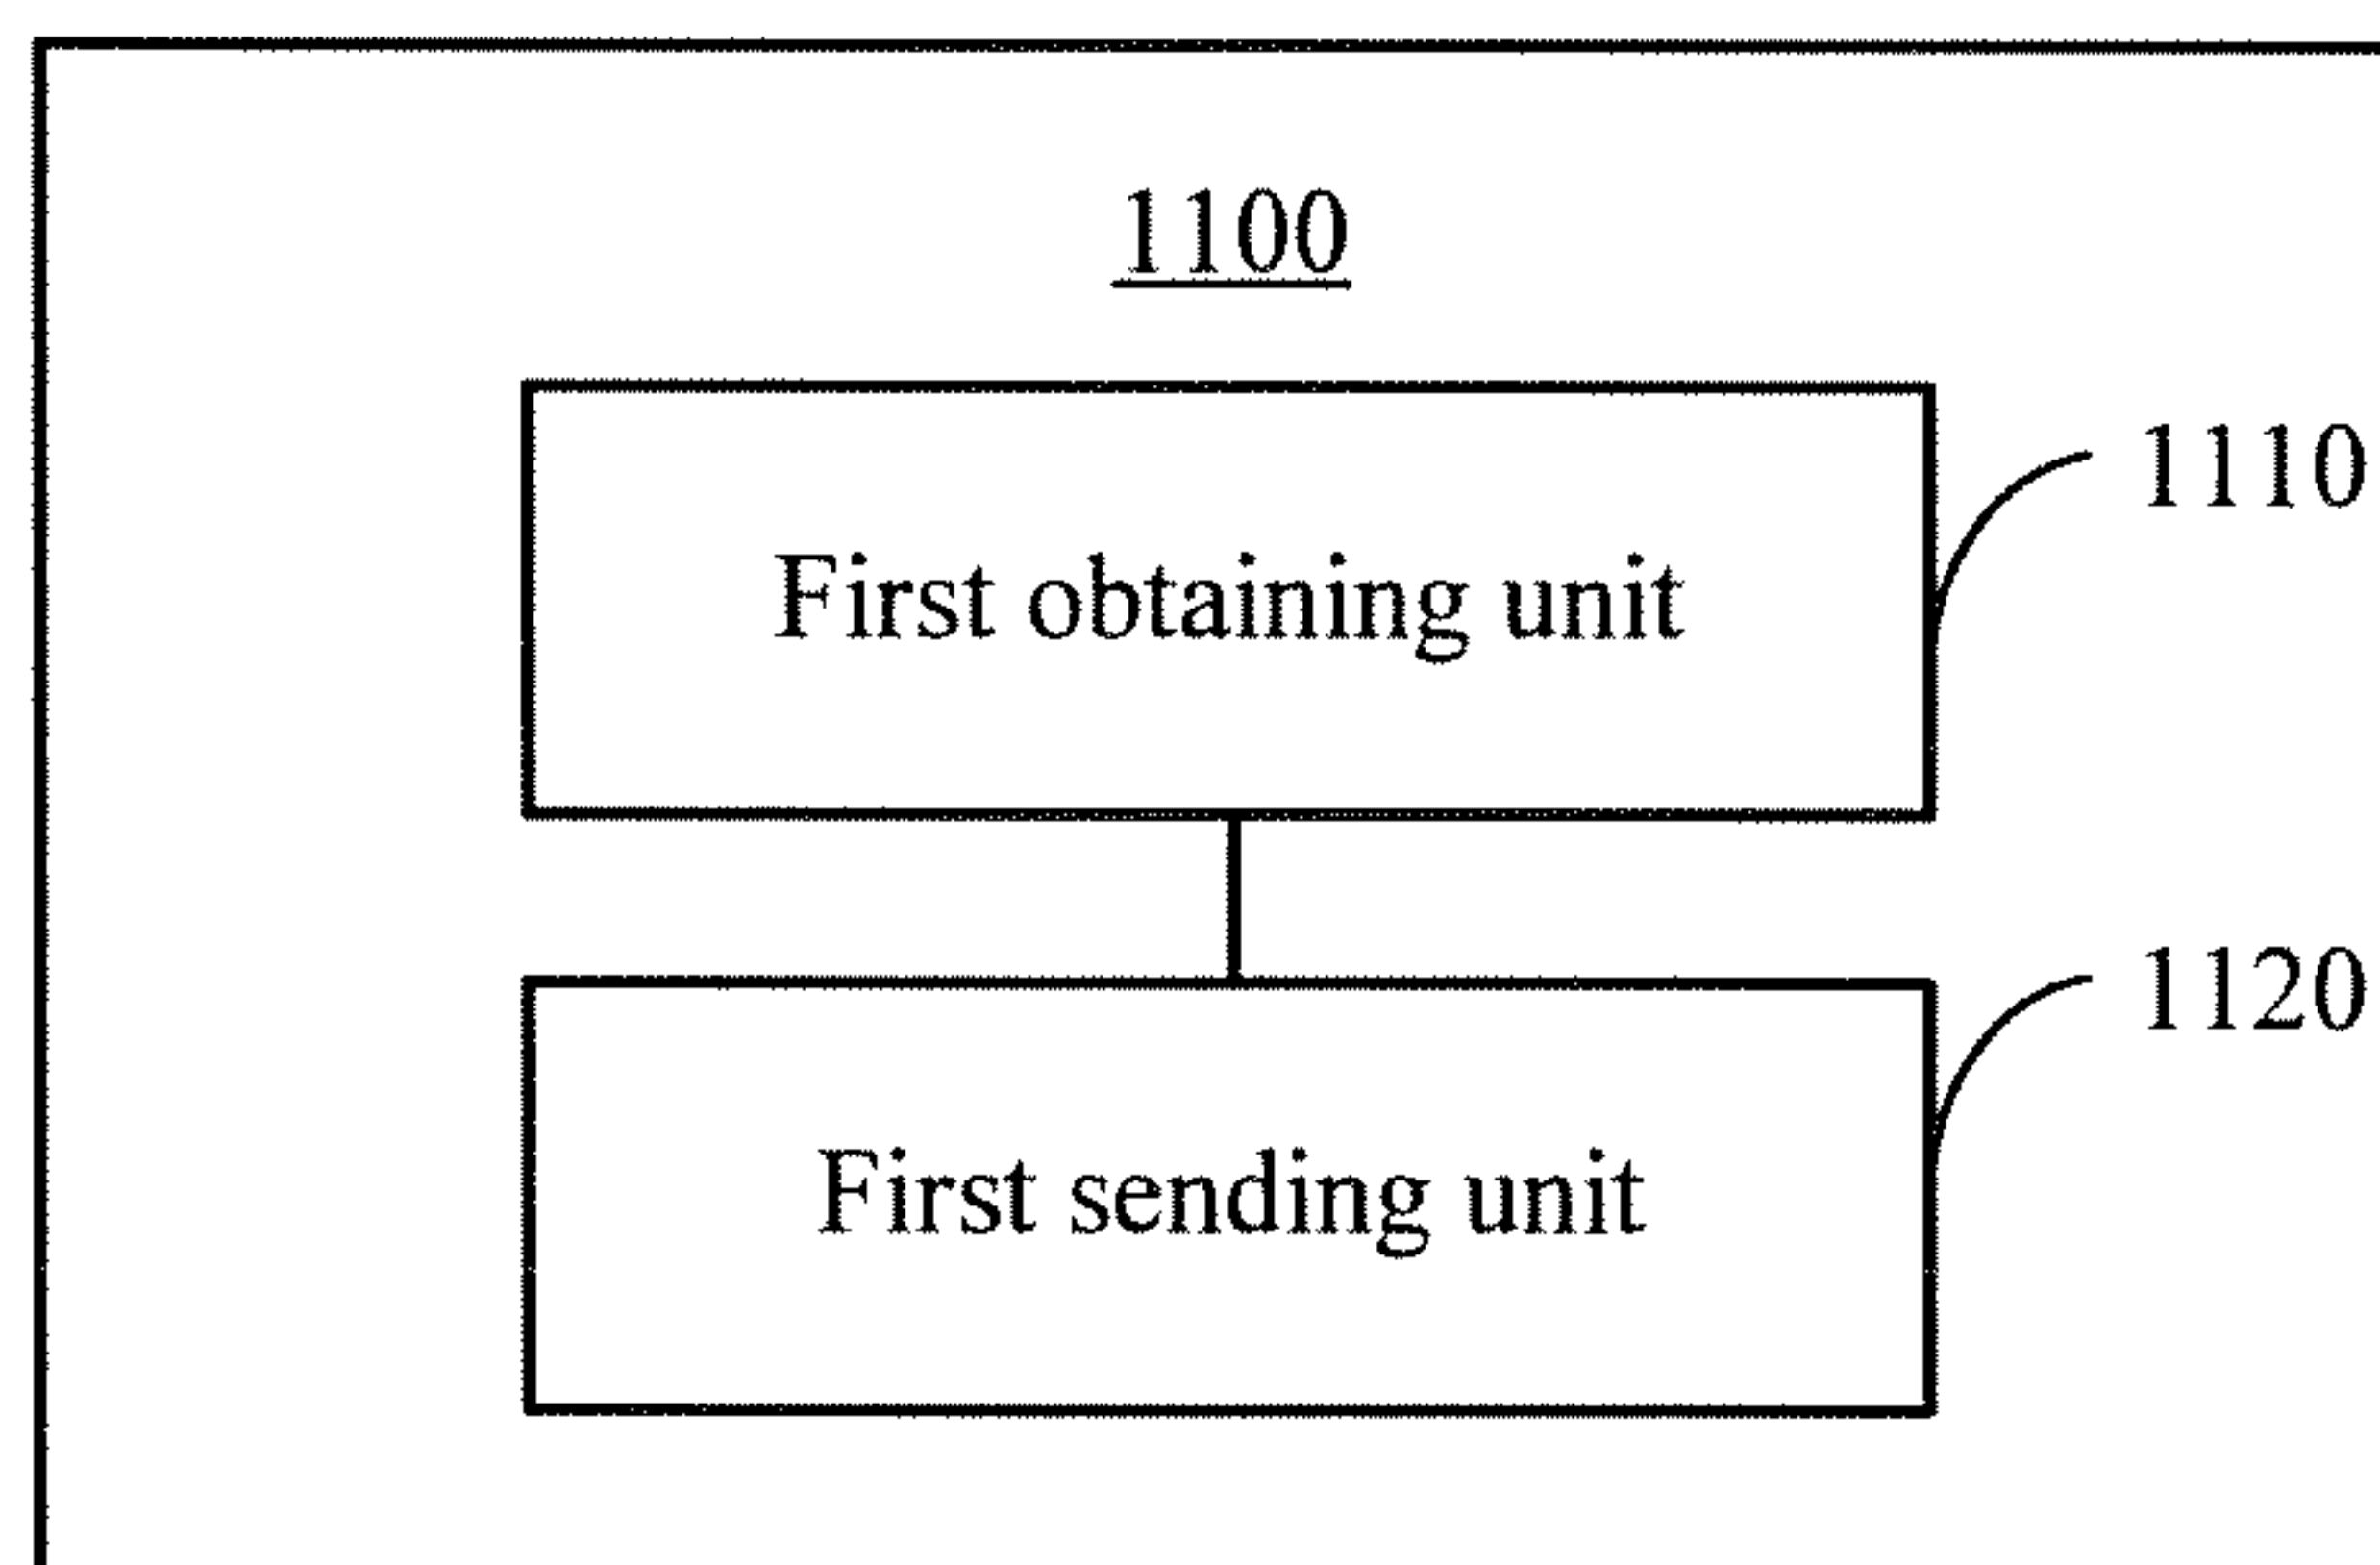 1100
1110
First obtaining unit
1120
First sending unit